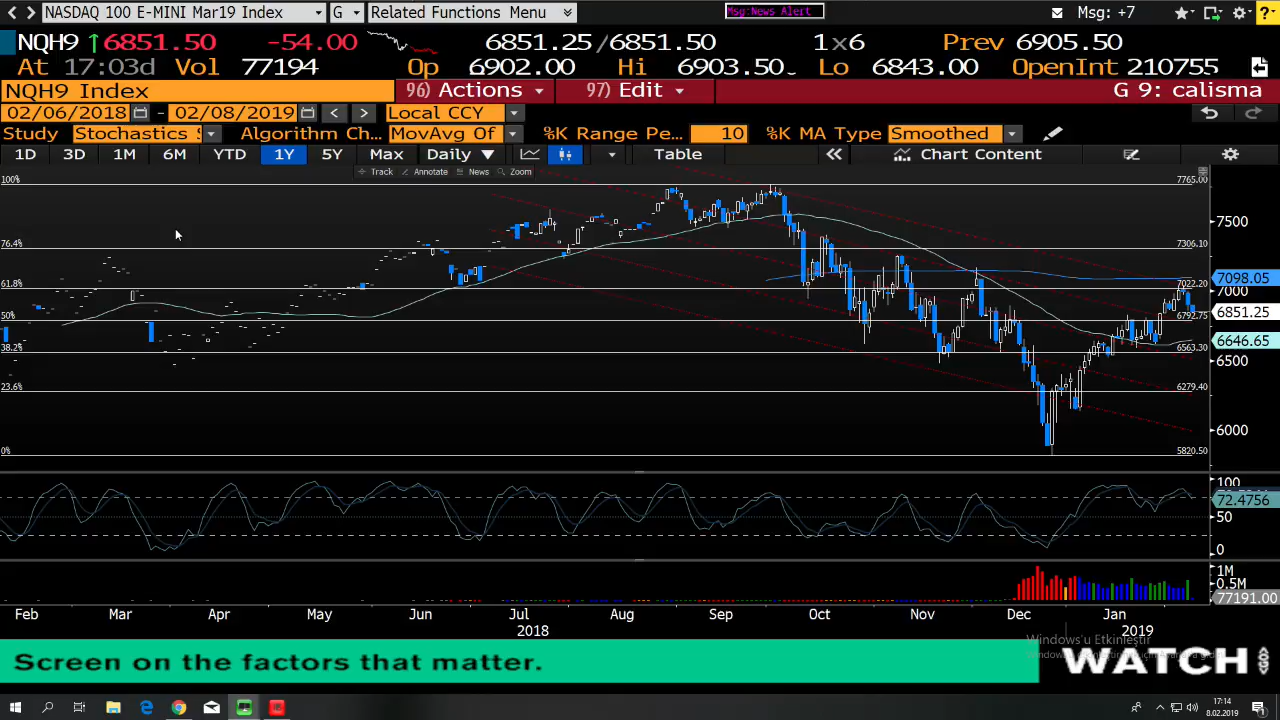 NASDAQ 100 E-MINI Mar19 Index G Related Functions Menu Msg:News Alert Msg: +7
NQH9 6851.50 -54.00 6851.25/6851.50 1x6 Prev 6905.50
At 17:03d Vol 77194 Op 6902.00 Hi 6903.50 Lo 6843.00 OpenInt 210755
NQH9 Index 96) Actions 97) Edit G 9: calisma
02/06/2018 - 02/08/2019 Local CCY
Study Stochastics S Algorithm Ch... MovAvg Of %K Range Pe... 10 %K MA Type Smoothed
1D 3D 1M 6M YTD 1Y 5Y Max Daily Table Chart Content
Track Annotate News Zoom
100% 7765.00
7500
76.4% 7306.10
7098.05
61.8% 7022.20
7000
6851.25
50% 6792.75
6646.65
38.2% 6563.30
6500
23.6% 6279.40
6000
0% 5820.50
100
72.4756
50
0
1M
0.5M
77191.00
Feb Mar Apr May Jun Jul Aug Sep Oct Nov Dec Jan
2018 2019
Windows'u Etkinleştir
Screen on the factors that matter. WATCH
17:14
8.02.2019